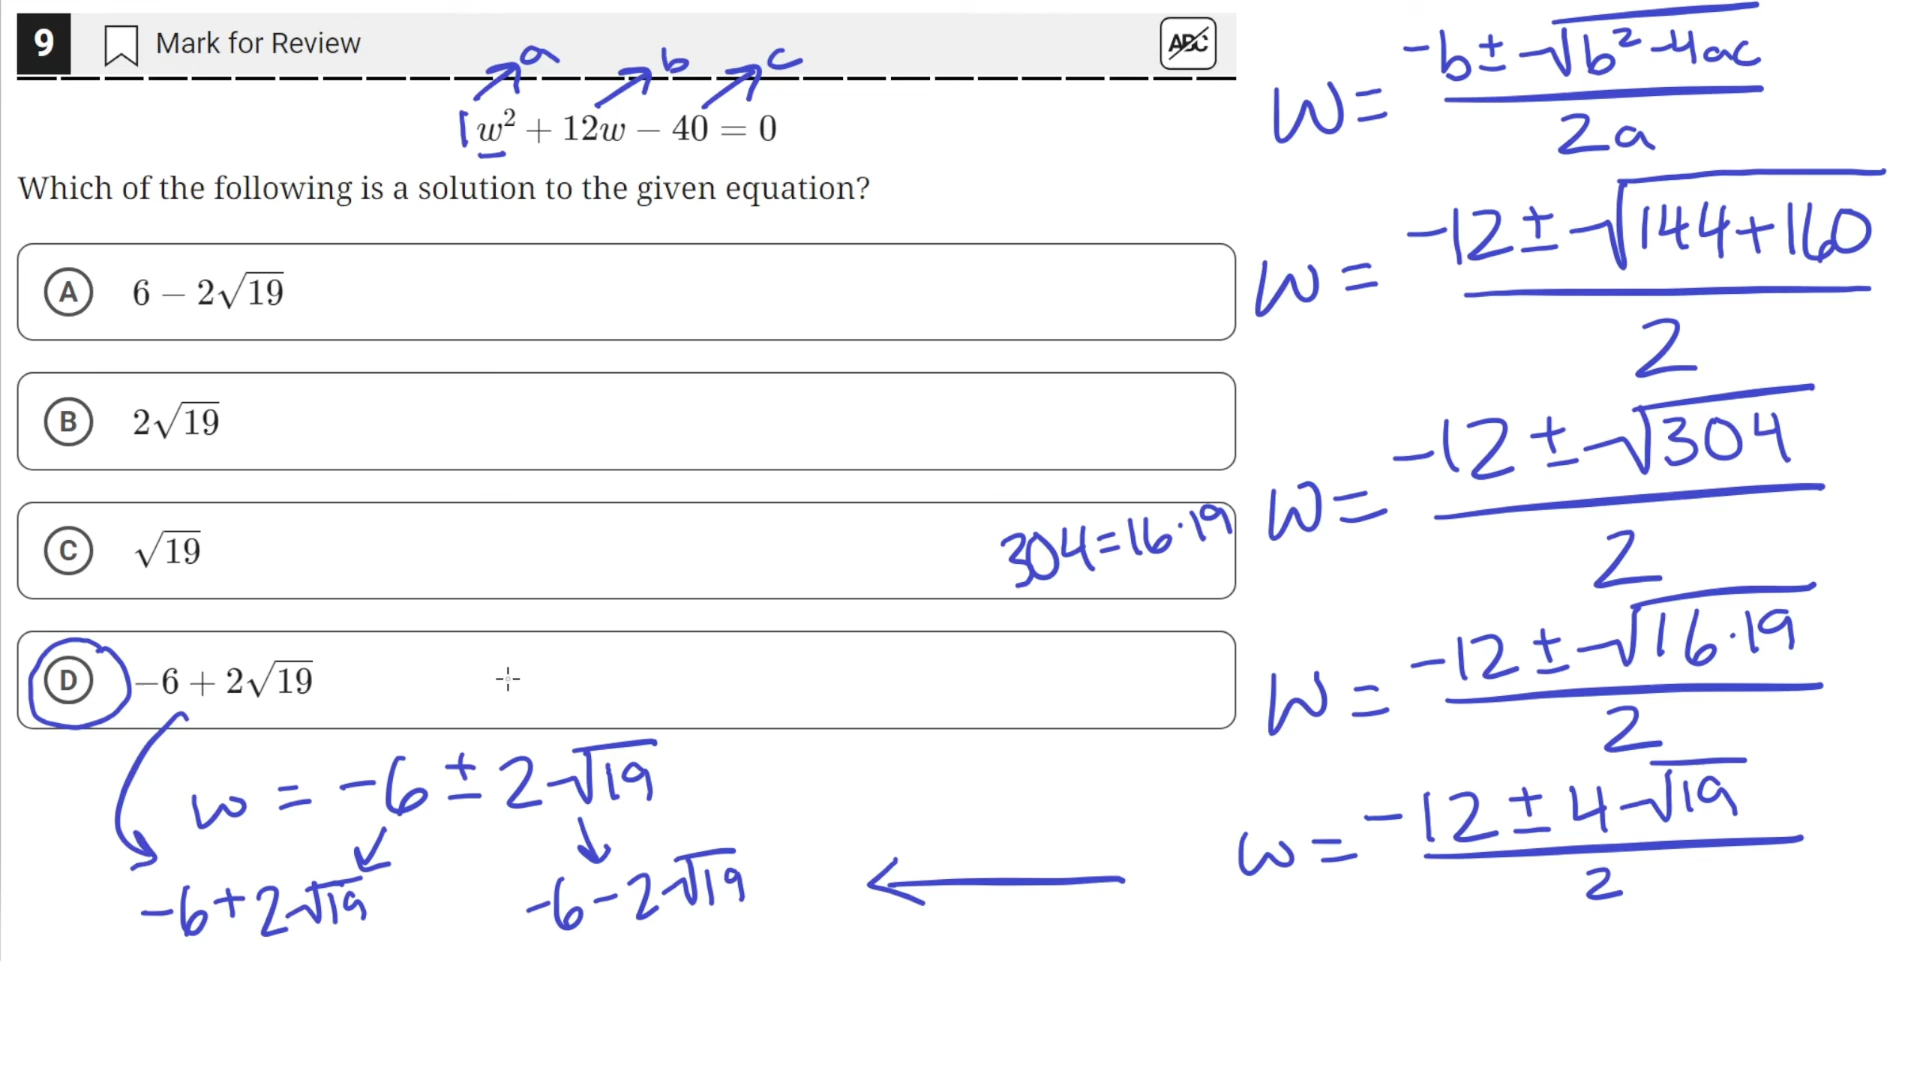 9 Mark for Review ABC
a b c
1w² + 12w − 40 = 0
Which of the following is a solution to the given equation?
A 6 − 2√19
B 2√19
C √19
304 = 16·19
D −6 + 2√19
w = −6 ± 2√19
−6 + 2√19 −6 − 2√19
w = (−b ± √(b² − 4ac)) / 2a
w = (−12 ± √(144 + 160)) / 2
w = (−12 ± √304) / 2
w = (−12 ± √(16·19)) / 2
w = (−12 ± 4√19) / 2